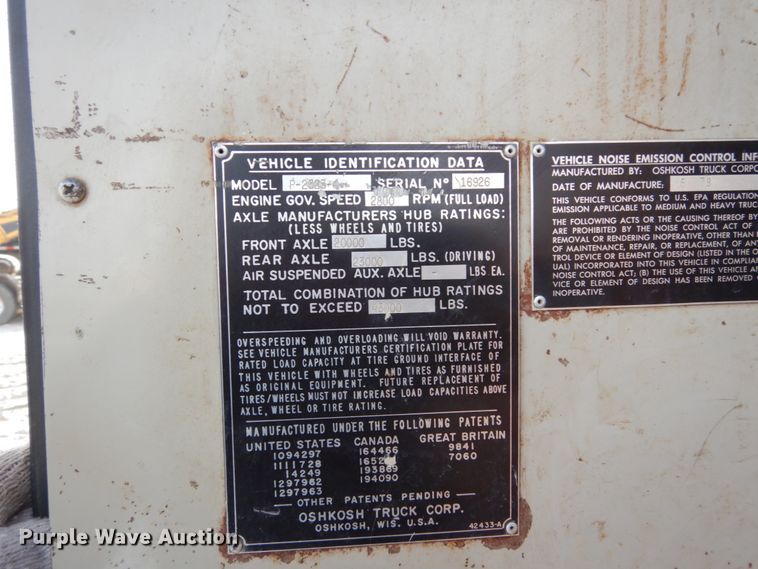 VEHICLE IDENTIFICATION DATA
MODEL SERIAL Nº 16926
ENGINE GOV. SPEED 2800 RPM (FULL LOAD)
AXLE MANUFACTURERS HUB RATINGS:
(LESS WHEELS AND TIRES)
FRONT AXLE 20000 LBS.
REAR AXLE 23000 LBS. (DRIVING)
AIR SUSPENDED AUX. AXLE - LBS EA.
TOTAL COMBINATION OF HUB RATINGS
NOT TO EXCEED LBS.
OVERSPEEDING AND OVERLOADING WILL VOID WARRANTY.
SEE VEHICLE MANUFACTURERS CERTIFICATION PLATE FOR
RATED LOAD CAPACITY AT TIRE GROUND INTERFACE OF
THIS VEHICLE WITH WHEELS AND TIRES AS FURNISHED
AS ORIGINAL EQUIPMENT. FUTURE REPLACEMENT OF
TIRES/WHEELS MUST NOT INCREASE LOAD CAPACITIES ABOVE
AXLE, WHEEL OR TIRE RATING.
MANUFACTURED UNDER THE FOLLOWING PATENTS
UNITED STATES CANADA GREAT BRITAIN
1094297 164466 9841
1111728 7060
14249 193869
1297962 194090
1297963
OTHER PATENTS PENDING
OSHKOSH TRUCK CORP.
OSHKOSH, WIS. U.S.A. 42433-A
VEHICLE NOISE EMISSION CONTROL INF
MANUFACTURED BY: OSHKOSH TRUCK CORPO
DATE OF MANUFACTURE:
THIS VEHICLE CONFORMS TO U.S. EPA REGULATION
EMISSION APPLICABLE TO MEDIUM AND HEAVY TRUC
THE FOLLOWING ACTS OR THE CAUSING THEREOF BY
ARE PROHIBITED BY THE NOISE CONTROL ACT OF
REMOVAL OR RENDERING INOPERATIVE, OTHER THAN
OF MAINTENANCE, REPAIR, OR REPLACEMENT, OF AN
TROL DEVICE OR ELEMENT OF DESIGN (LISTED IN THE O
UAL) INCORPORATED INTO THIS VEHICLE IN COMPLIAN
NOISE CONTROL ACT; (B) THE USE OF THIS VEHICLE AF
VICE OR ELEMENT OF DESIGN HAS BEEN REMOVED O
INOPERATIVE.
Purple Wave Auction